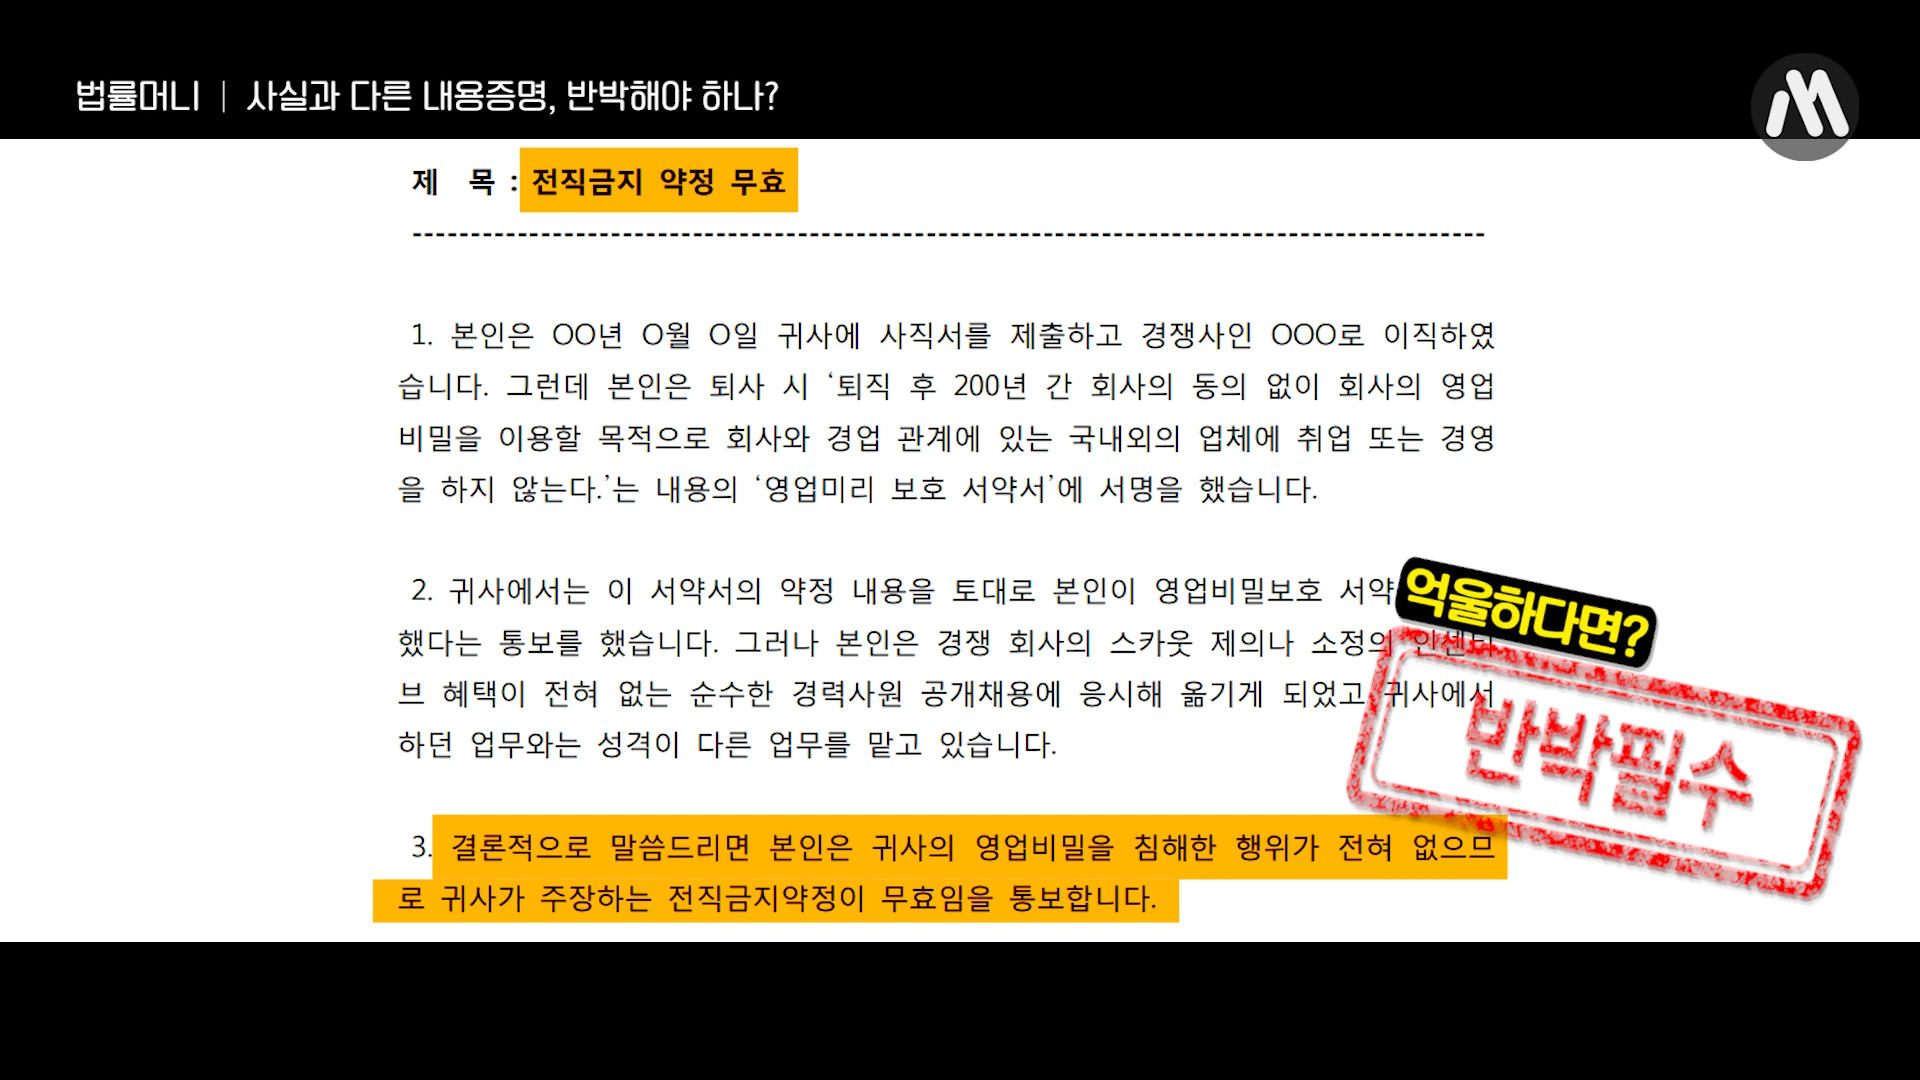 법률머니 | 사실과 다른 내용증명, 반박해야 하나?
제 목 : 전직금지 약정 무효
1. 본인은 OO년 O월 O일 귀사에 사직서를 제출하고 경쟁사인 OOO로 이직하였
습니다. 그런데 본인은 퇴사 시 ‘퇴직 후 200년 간 회사의 동의 없이 회사의 영업
비밀을 이용할 목적으로 회사와 경업 관계에 있는 국내외의 업체에 취업 또는 경영
을 하지 않는다.’는 내용의 ‘영업미리 보호 서약서’에 서명을 했습니다.
2. 귀사에서는 이 서약서의 약정 내용을 토대로 본인이 영업비밀보호 서약
했다는 통보를 했습니다. 그러나 본인은 경쟁 회사의 스카웃 제의나 소정의 인센티
브 혜택이 전혀 없는 순수한 경력사원 공개채용에 응시해 옮기게 되었고 귀사에서
하던 업무와는 성격이 다른 업무를 맡고 있습니다.
억울하다면?
반박필수
3. 결론적으로 말씀드리면 본인은 귀사의 영업비밀을 침해한 행위가 전혀 없으므
로 귀사가 주장하는 전직금지약정이 무효임을 통보합니다.